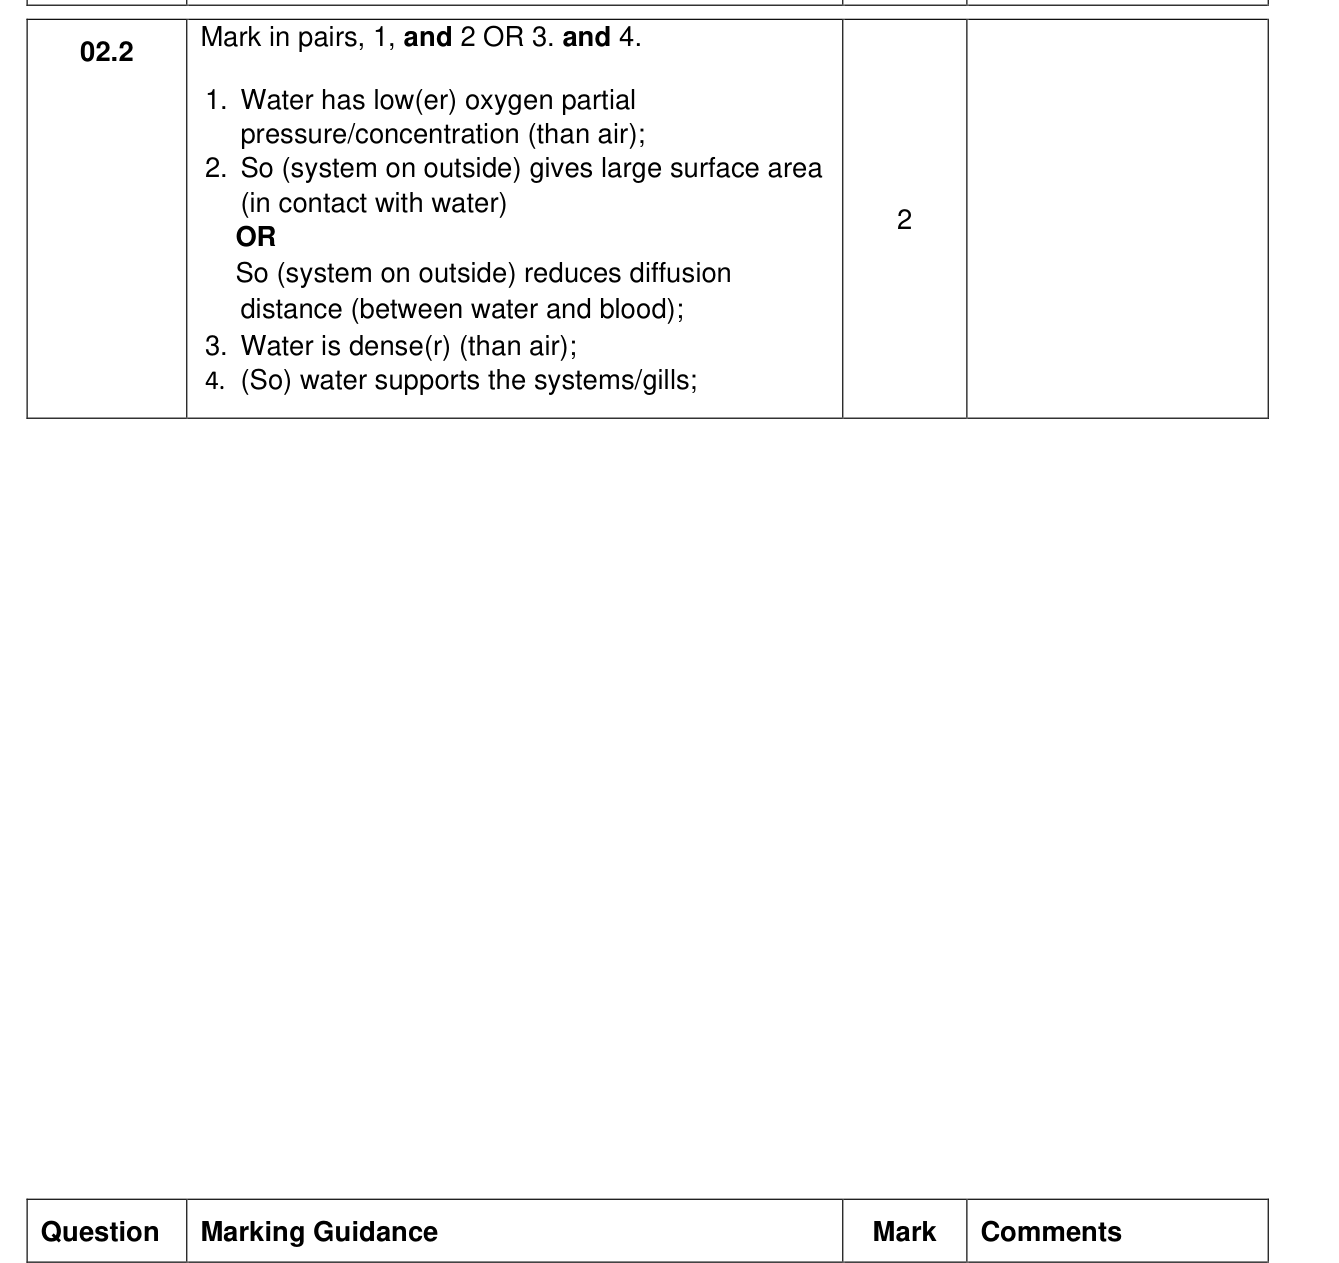 02.2
Mark in pairs, 1, and 2 OR 3. and 4.
1. Water has low(er) oxygen partial
pressure/concentration (than air);
2. So (system on outside) gives large surface area
(in contact with water)
OR
So (system on outside) reduces diffusion
distance (between water and blood);
3. Water is dense(r) (than air);
4. (So) water supports the systems/gills;
2
Question Marking Guidance Mark Comments